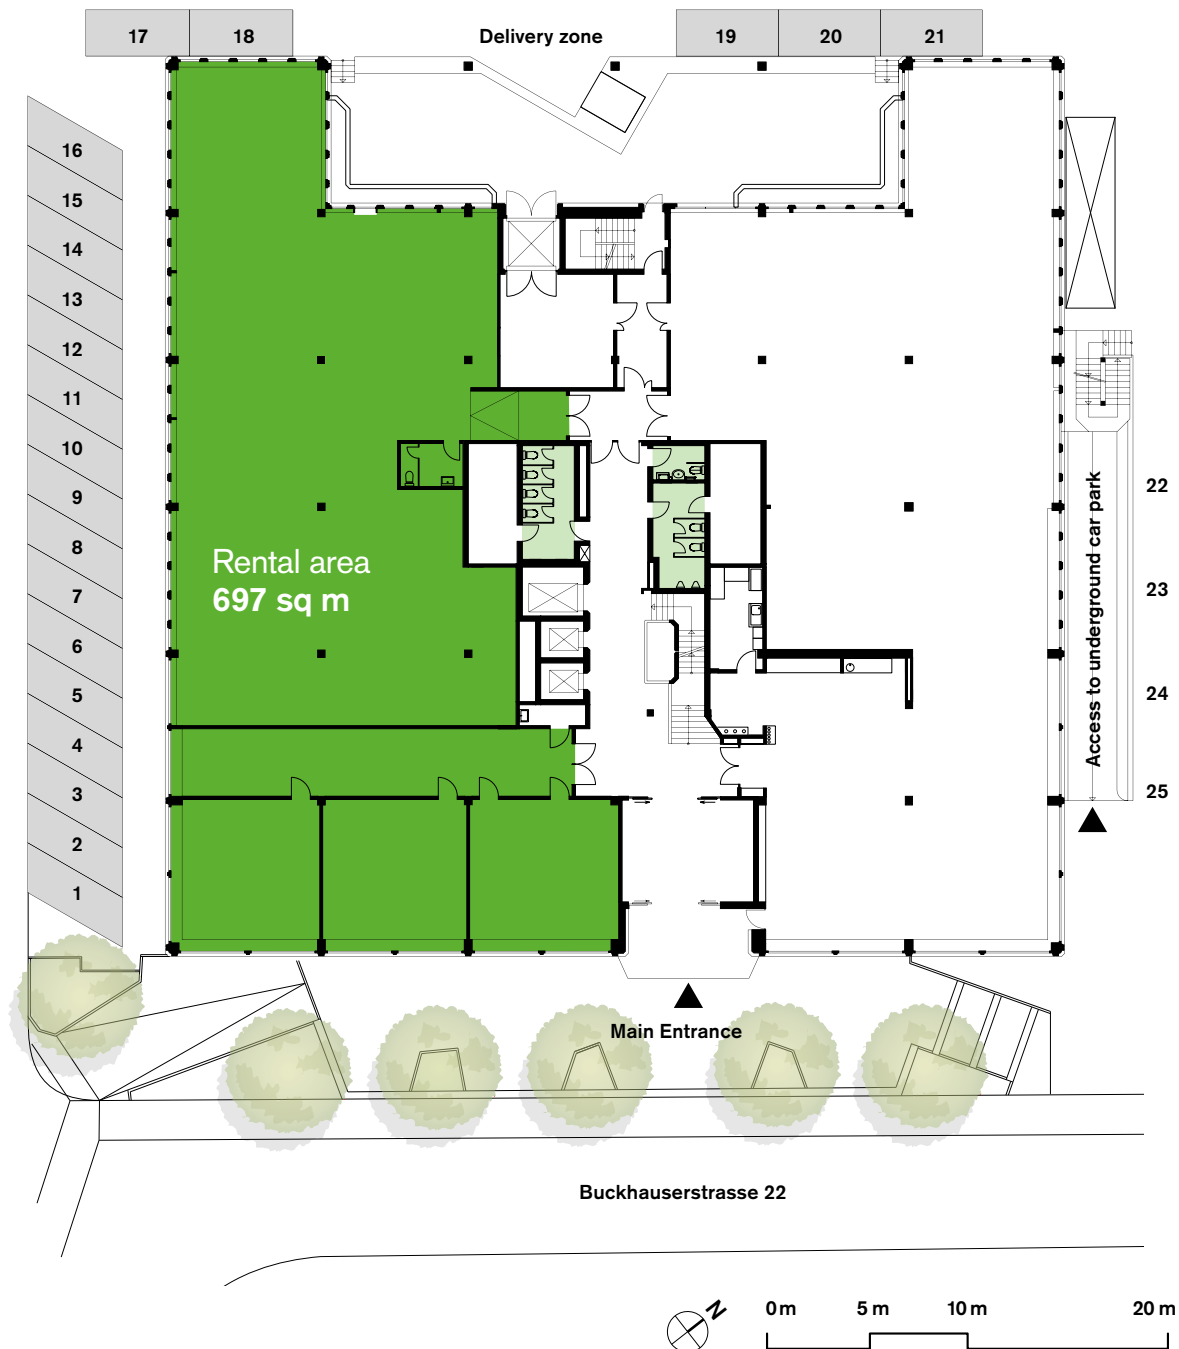 17
18
Delivery zone
19
20
21
16
15
14
13
12
11
10
9
8
7
6
5
4
3
2
1
Rental area
697 sq m
Access to underground car park
22
23
24
25
Main Entrance
Buckhauserstrasse 22
N
0 m
5 m
10 m
20 m